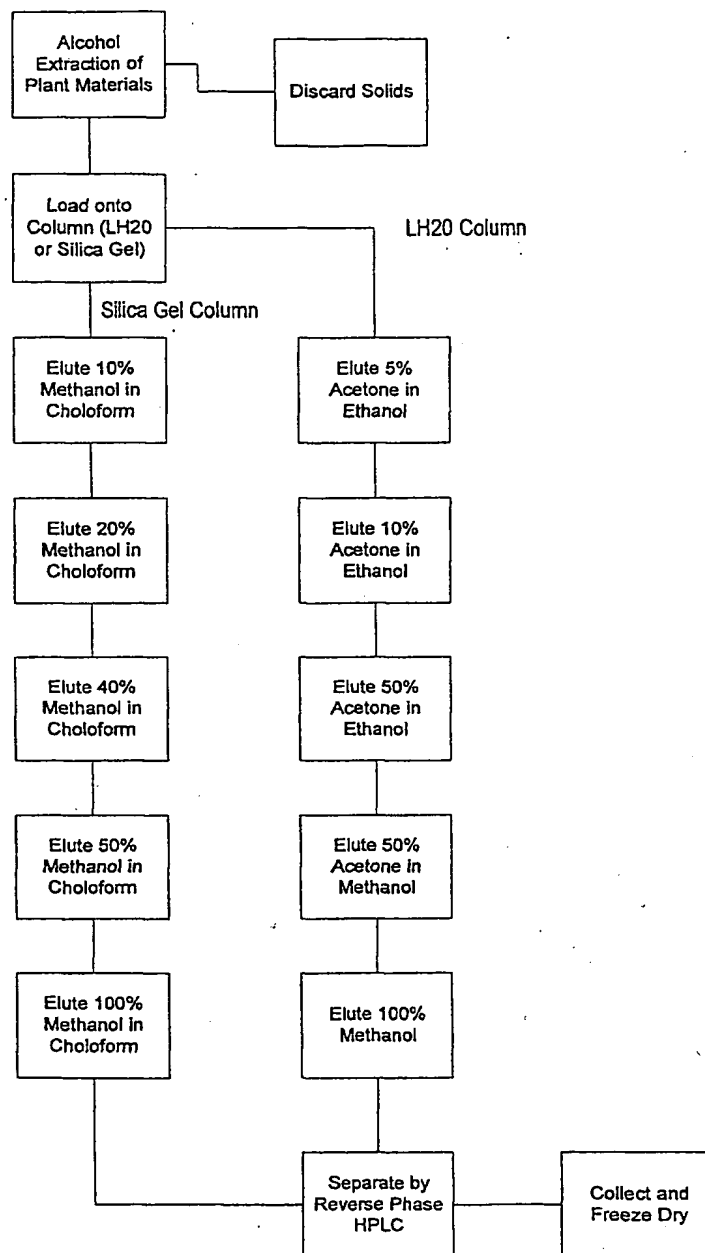 Alcohol
Extraction of
Plant Materials
Discard Solids
Load onto
Column (LH20
or Silica Gel)
LH20 Column
Silica Gel Column
Elute 10%
Methanol in
Choloform
Elute 5%
Acetone in
Ethanol
Elute 20%
Methanol in
Choloform
Elute 10%
Acetone in
Ethanol
Elute 40%
Methanol in
Choloform
Elute 50%
Acetone in
Ethanol
Elute 50%
Methanol in
Choloform
Elute 50%
Acetone in
Methanol
Elute 100%
Methanol in
Choloform
Elute 100%
Methanol
Separate by
Reverse Phase
HPLC
Collect and
Freeze Dry